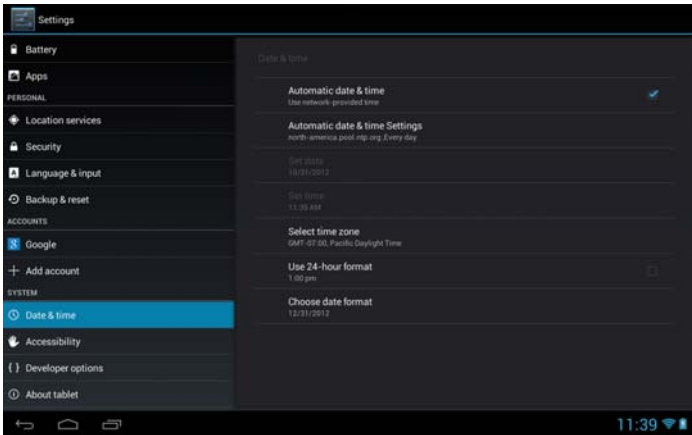 Settings
Battery
Apps
PERSONAL
Location services
Security
Language & input
Backup & reset
ACCOUNTS
Google
Add account
SYSTEM
Date & time
Accessibility
Developer options
About tablet
Date & time
Automatic date & time
Use network-provided time
Automatic date & time Settings
north-america.pool.ntp.org ,Every day
Set date
10/31/2012
Set time
11:39 AM
Select time zone
GMT-07:00, Pacific Daylight Time
Use 24-hour format
1:00 pm
Choose date format
12/31/2012
11:39